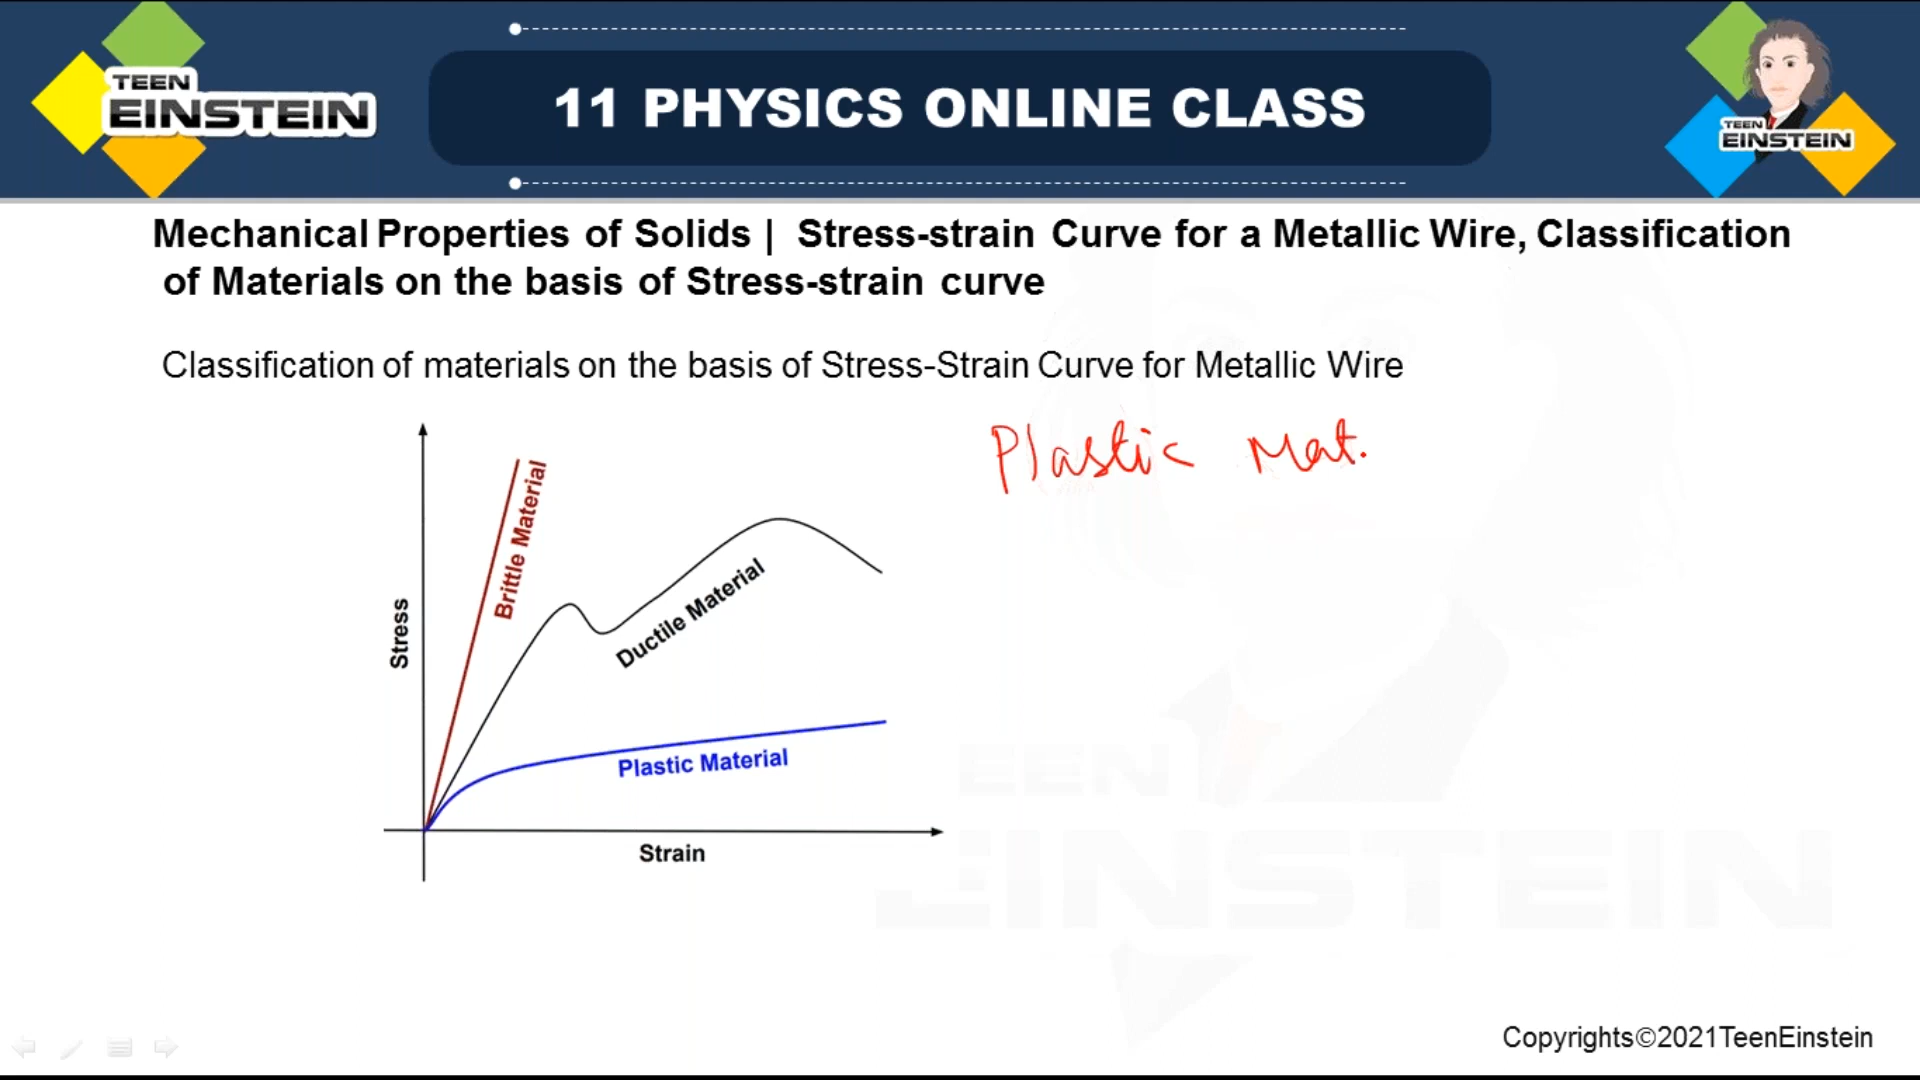 TEEN
EINSTEIN
11 PHYSICS ONLINE CLASS
TEEN
EINSTEIN
Mechanical Properties of Solids | Stress-strain Curve for a Metallic Wire, Classification
of Materials on the basis of Stress-strain curve
Classification of materials on the basis of Stress-Strain Curve for Metallic Wire
Plastic Mat.
Brittle Material
Ductile Material
Stress
Plastic Material
Strain
TEEN
EINSTEIN
Copyrights©2021TeenEinstein